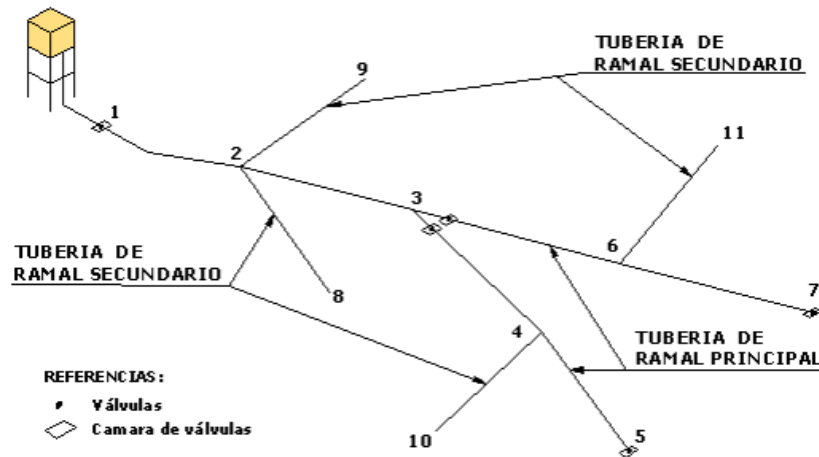 TUBERIA DE
RAMAL SECUNDARIO
9
1
11
2
3
6
TUBERIA DE
RAMAL SECUNDARIO
8
7
4
TUBERIA DE
RAMAL PRINCIPAL
REFERENCIAS:
Válvulas
Camara de válvulas
10
5